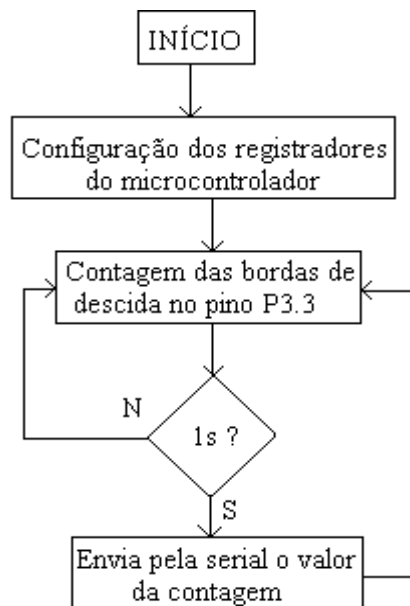 INÍCIO
Configuração dos registradores
do microcontrolador
Contagem das bordas de
descida no pino P3.3
N
1s ?
S
Envia pela serial o valor
da contagem